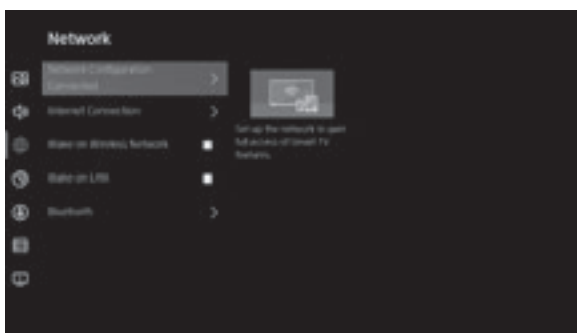 Network
Network Configuration
Connected
Internet Connection
Wake on Wireless Network
Wake on LAN
Bluetooth
Set up the network to gain
full access of Smart TV
features.